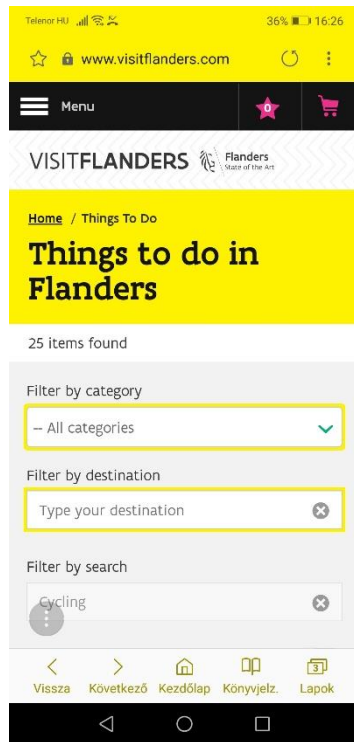 Telenor HU 36% 16:26
www.visitflanders.com
Menu 0
VISITFLANDERS Flanders
State of the Art
Home / Things To Do
Things to do in
Flanders
25 items found
Filter by category
-- All categories
Filter by destination
Type your destination
Filter by search
Cycling
3
Vissza Következő Kezdőlap Könyvjelz. Lapok